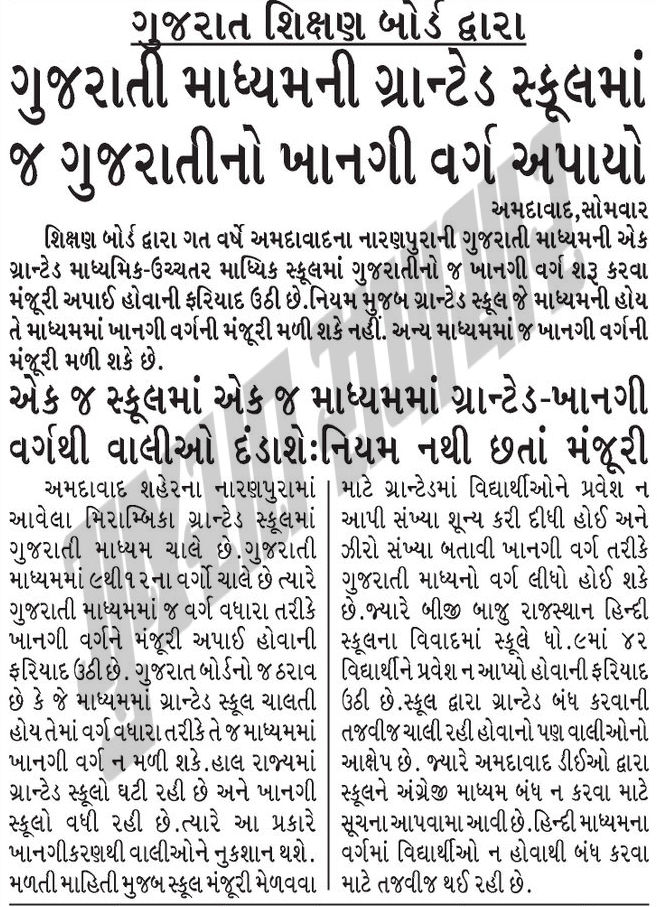 ગુજરાત શિક્ષણ બોર્ડ દ્વારા
ગુજરાતી માધ્યમની ગ્રાન્ટેડ સ્કૂલમાં
જ ગુજરાતીનો ખાનગી વર્ગ અપાયો
અમદાવાદ,સોમવાર
શિક્ષણ બોર્ડ દ્વારા ગત વર્ષે અમદાવાદના નારણપુરાની ગુજરાતી માધ્યમની એક
ગ્રાન્ટેડ માધ્યમિક-ઉચ્ચતર માધ્યિક સ્કૂલમાં ગુજરાતીનો જ ખાનગી વર્ગ શરૂ કરવા
મંજૂરી અપાઈ હોવાની ફરિયાદ ઉઠી છે.નિયમ મુજબ ગ્રાન્ટેડ સ્કૂલ જે માધ્યમની હોય
તે માધ્યમમાં ખાનગી વર્ગની મંજૂરી મળી શકે નહીં. અન્ય માધ્યમમાં જ ખાનગી વર્ગની
મંજૂરી મળી શકે છે.
એક જ સ્કૂલમાં એક જ માધ્યમમાં ગ્રાન્ટેડ-ખાનગી
વર્ગથી વાલીઓ દંડાશેઃનિયમ નથી છતાં મંજૂરી
અમદાવાદ શહેરના નારણપુરામાં
આવેલા મિરામ્બિકા ગ્રાન્ટેડ સ્કૂલમાં
ગુજરાતી માધ્યમ ચાલે છે.ગુજરાતી
માધ્યમમાં ૯થી૧૨ના વર્ગો ચાલે છે ત્યારે
ગુજરાતી માધ્યમમાં જ વર્ગ વધારા તરીકે
ખાનગી વર્ગને મંજૂરી અપાઈ હોવાની
ફરિયાદ ઉઠી છે. ગુજરાત બોર્ડનો જ ઠરાવ
છે કે જે માધ્યમમાં ગ્રાન્ટેડ સ્કૂલ ચાલતી
હોય તેમાં વર્ગ વધારા તરીકે તે જ માધ્યમમાં
ખાનગી વર્ગ ન મળી શકે.હાલ રાજ્યમાં
ગ્રાન્ટેડ સ્કૂલો ઘટી રહી છે અને ખાનગી
સ્કૂલો વધી રહી છે.ત્યારે આ પ્રકારે
ખાનગીકરણથી વાલીઓને નુકશાન થશે.
મળતી માહિતી મુજબ સ્કૂલ મંજૂરી મેળવવા
માટે ગ્રાન્ટેડમાં વિદ્યાર્થીઓને પ્રવેશ ન
આપી સંખ્યા શૂન્ય કરી દીધી હોઈ અને
ઝીરો સંખ્યા બતાવી ખાનગી વર્ગ તરીકે
ગુજરાતી માધ્યનો વર્ગ લીધો હોઈ શકે
છે.જ્યારે બીજી બાજુ રાજસ્થાન હિન્દી
સ્કૂલના વિવાદમાં સ્કૂલે ધો.૯માં ૪૨
વિદ્યાર્થીને પ્રવેશ ન આપ્યો હોવાની ફરિયાદ
ઉઠી છે.સ્કૂલ દ્વારા ગ્રાન્ટેડ બંધ કરવાની
તજવીજ ચાલી રહી હોવાનો પણ વાલીઓનો
આક્ષેપ છે. જ્યારે અમદાવાદ ડીઈઓ દ્વારા
સ્કૂલને અંગ્રેજી માધ્યમ બંધ ન કરવા માટે
સૂચના આપવામા આવી છે.હિન્દી માધ્યમના
વર્ગમાં વિદ્યાર્થીઓ ન હોવાથી બંધ કરવા
માટે તજવીજ થઈ રહી છે.
ગુજરાત સમાચાર